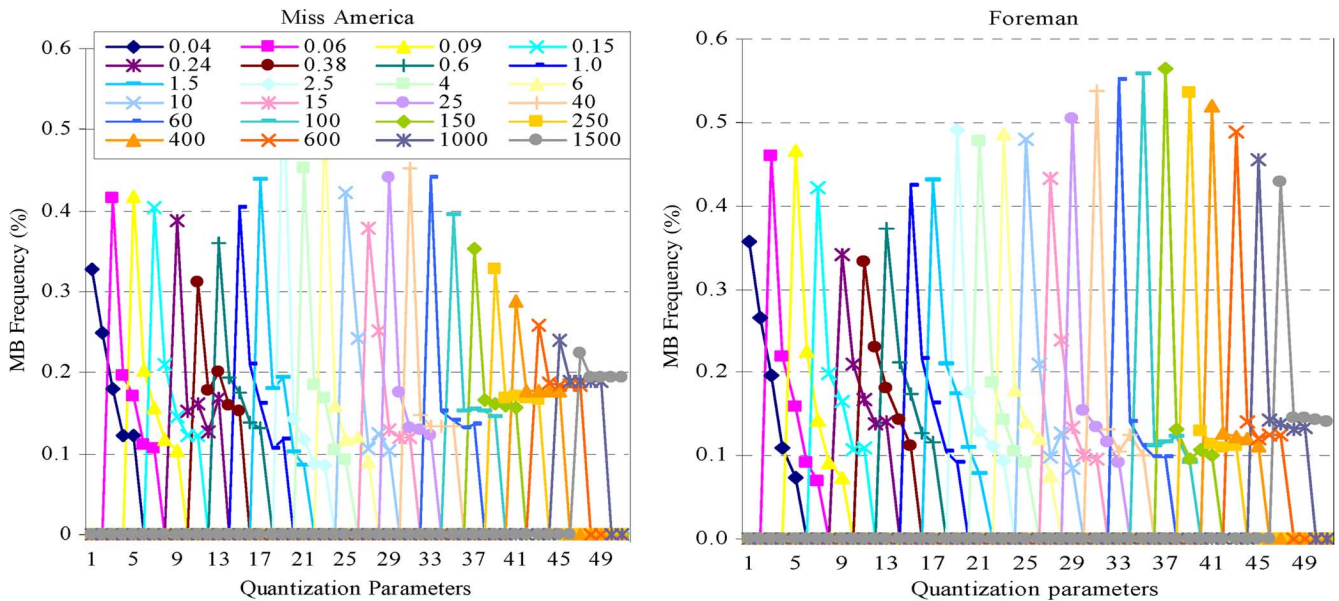 Miss America
0.6
0.5
0.4
0.3
0.2
0.1
0
MB Frequency (%)
0.04 0.06 0.09 0.15
0.24 0.38 0.6 1.0
1.5 2.5 4 6
10 15 25 40
60 100 150 250
400 600 1000 1500
1 5 9 13 17 21 25 29 33 37 41 45 49
Quantization Parameters
Foreman
0.6
0.5
0.4
0.3
0.2
0.1
0.0
MB Frequency (%)
1 5 9 13 17 21 25 29 33 37 41 45 49
Quantization parameters